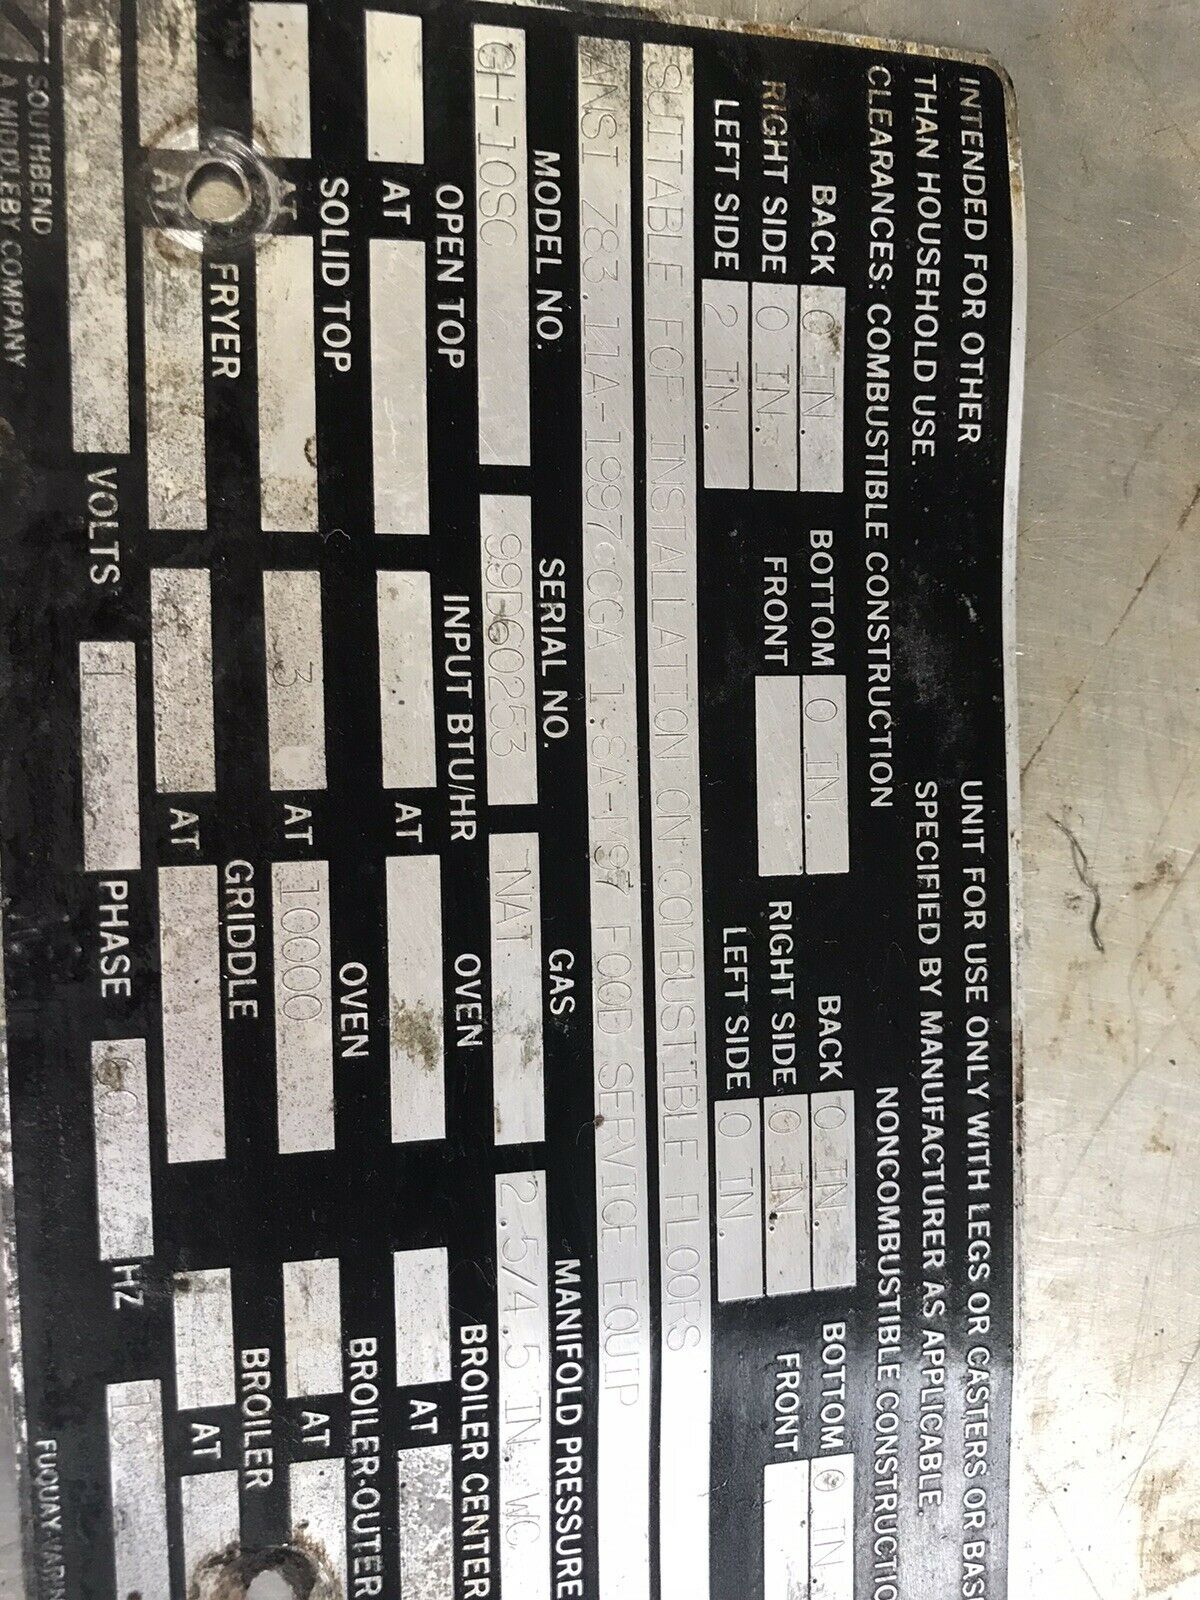 INTENDED FOR OTHER
THAN HOUSEHOLD USE.
UNIT FOR USE ONLY WITH LEGS OR CASTERS OR BAS
SPECIFIED BY MANUFACTURER AS APPLICABLE.
CLEARANCES: COMBUSTIBLE CONSTRUCTION
NONCOMBUSTIBLE CONSTRUCTIO
BACK 0 IN. BOTTOM 0 IN. BACK 0 IN. BOTTOM 0 IN
RIGHT SIDE 0 IN. FRONT RIGHT SIDE 0 IN. FRONT
LEFT SIDE 2 IN. LEFT SIDE 0 IN.
SUITABLE FOR INSTALLATION ON COMBUSTIBLE FLOORS
ANSI Z83.11A-1997 CGA 1.8A-M97 FOOD SERVICE EQUIP
MODEL NO. SERIAL NO. GAS MANIFOLD PRESSURE
GH-10SC 99D60253 NAT 2.5/4.5 IN WC
OPEN TOP INPUT BTU/HR OVEN BROILER CENTER
AT AT AT
SOLID TOP OVEN BROILER-OUTER
AT 3 AT 10000 AT
FRYER GRIDDLE BROILER
AT AT AT
VOLTS 1 PHASE 60 HZ
SOUTHBEND
A MIDDLEBY COMPANY
FUQUAY-VARIN